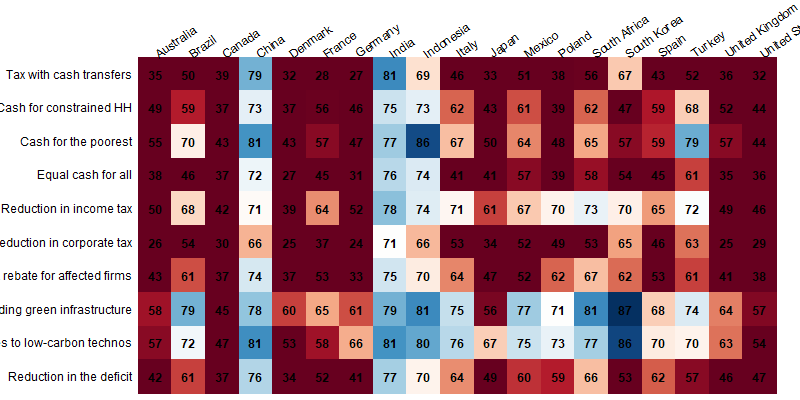 Australia Brazil Canada China Denmark France Germany India Indonesia Italy Japan Mexico Poland South Africa South Korea Spain Turkey United Kingdom United
Tax with cash transfers 35 50 39 79 32 28 27 81 69 46 33 51 38 56 67 43 52 36 32
Cash for constrained HH 49 59 37 73 37 56 46 75 73 62 43 61 39 62 47 59 68 52 44
Cash for the poorest 55 70 43 81 43 57 47 77 86 67 50 64 48 65 57 59 79 57 44
Equal cash for all 38 46 37 72 27 45 31 76 74 41 41 57 39 58 54 45 61 35 36
Reduction in income tax 50 68 42 71 39 64 52 78 74 71 61 67 70 73 70 65 72 49 46
eduction in corporate tax 26 54 30 66 25 37 24 71 66 53 34 52 49 53 65 46 63 25 29
rebate for affected firms 43 61 37 74 37 53 33 75 70 64 47 52 62 67 62 53 61 41 38
ding green infrastructure 58 79 45 78 60 65 61 79 81 75 56 77 71 81 87 68 74 64 57
s to low-carbon technos 57 72 47 81 53 58 66 81 80 76 67 75 73 77 86 70 70 63 54
Reduction in the deficit 42 61 37 76 34 52 41 77 70 64 49 60 59 66 53 62 57 46 47